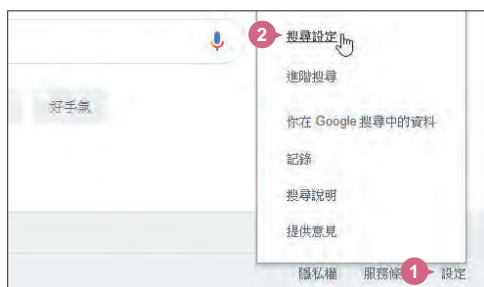 2 搜尋設定
進階搜尋
好手氣
你在 Google 搜尋中的資料
記錄
搜尋說明
提供意見
隱私權 服務條 1 設定